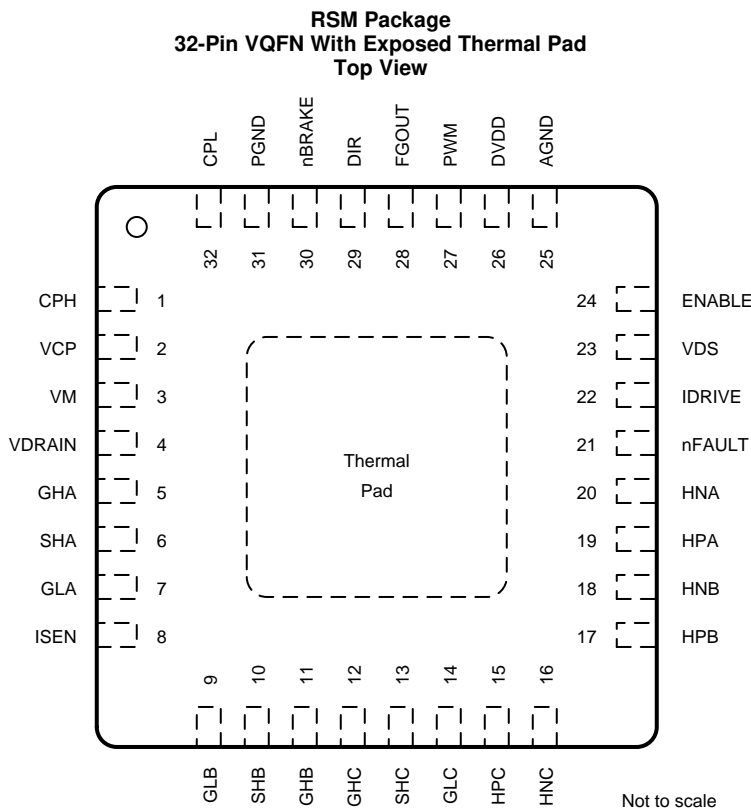 RSM Package
32-Pin VQFN With Exposed Thermal Pad
Top View
CPL
PGND
nBRAKE
DIR
FGOUT
PWM
DVDD
AGND
32
31
30
29
28
27
26
25
CPH 1
VCP 2
VM 3
VDRAIN 4
GHA 5
SHA 6
GLA 7
ISEN 8
24 ENABLE
23 VDS
22 IDRIVE
21 nFAULT
20 HNA
19 HPA
18 HNB
17 HPB
Thermal
Pad
9
10
11
12
13
14
15
16
GLB
SHB
GHB
GHC
SHC
GLC
HPC
HNC
Not to scale